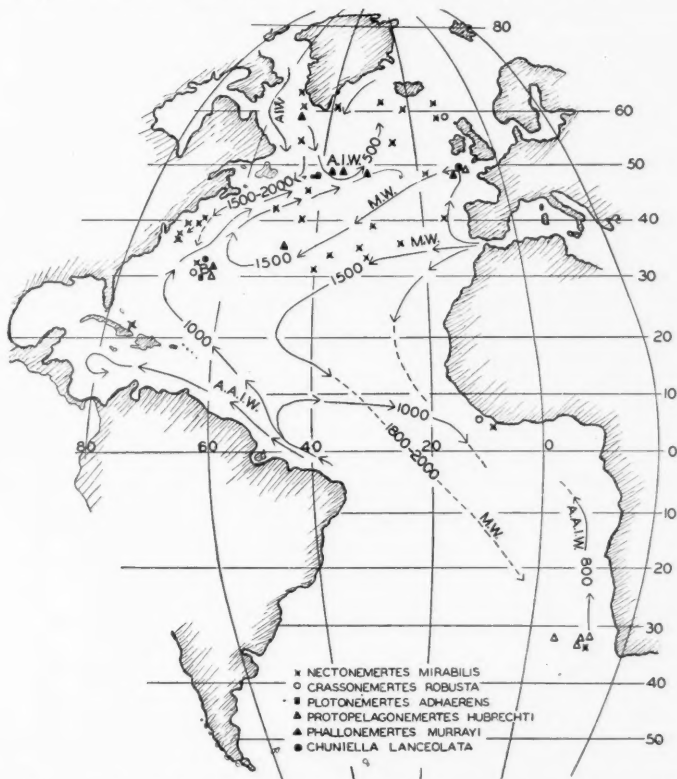 80
60
50
40
30
20
10
0
10
20
30
40
50
80
60
40
20
0
A.I.W.
A.I.W.
500
1500-2000
M.W.
M.W.
1500
1500
1000
A.A.I.W.
1000
1800-2000
M.W.
A.A.I.W.
800
× NECTONEMERTES MIRABILIS
○ CRASSONEMERTES ROBUSTA
■ PLOTONEMERTES ADHAERENS
△ PROTOPELAGONEMERTES HUBRECHTI
▲ PHALLONEMERTES MURRAYI
● CHUNIELLA LANCEOLATA